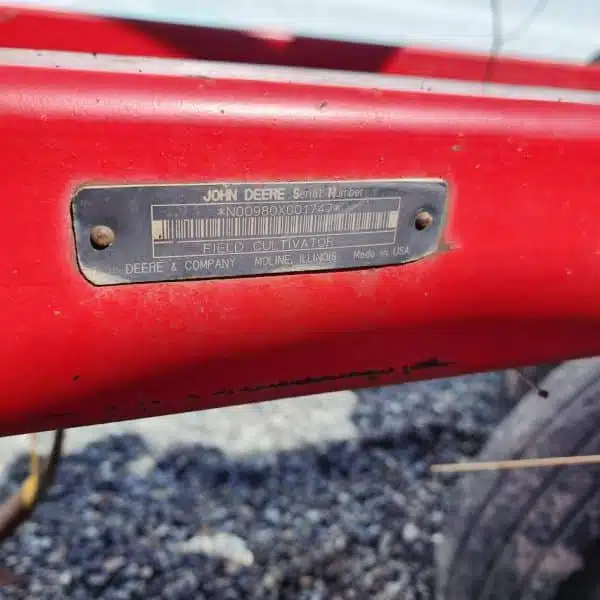 JOHN DEERE Serial Number
*N00980X001747*
FIELD CULTIVATOR
DEERE & COMPANY MOLINE, ILLINOIS Made in USA